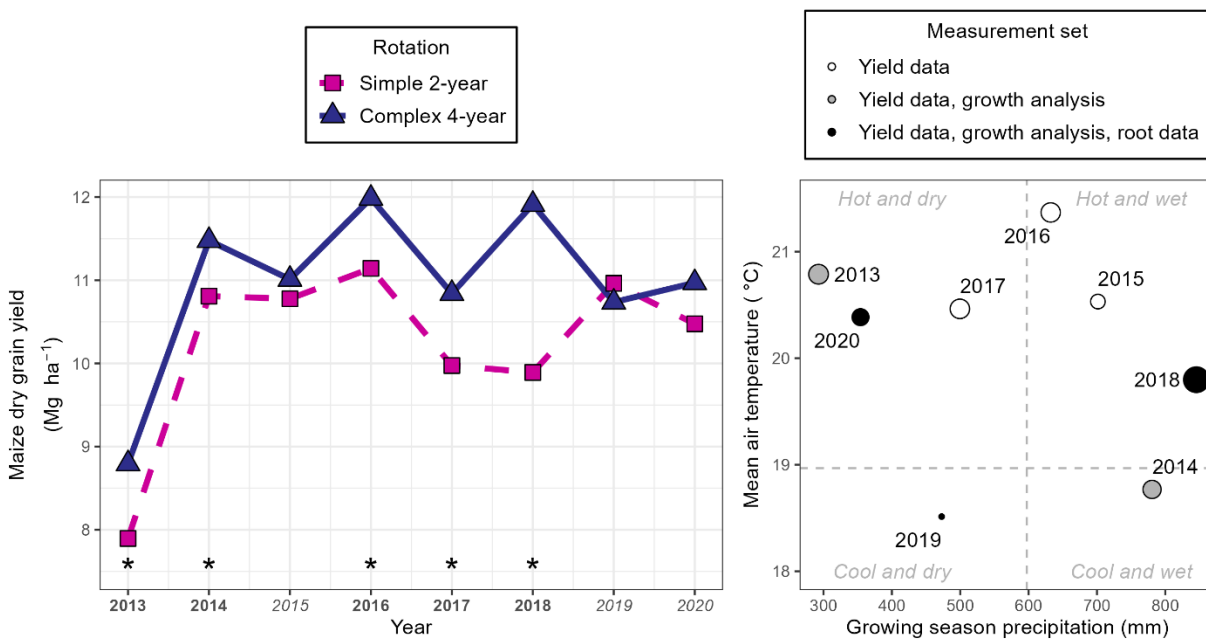 Rotation
Simple 2-year
Complex 4-year
Maize dry grain yield
(Mg ha⁻¹)
12
11
10
9
8
* * * * *
2013 2014 2015 2016 2017 2018 2019 2020
Year
Measurement set
Yield data
Yield data, growth analysis
Yield data, growth analysis, root data
Mean air temperature ( °C)
Hot and dry Hot and wet
21
20
19
18
2016
2013
2017
2015
2020
2018
2014
2019
Cool and dry Cool and wet
300 400 500 600 700 800
Growing season precipitation (mm)